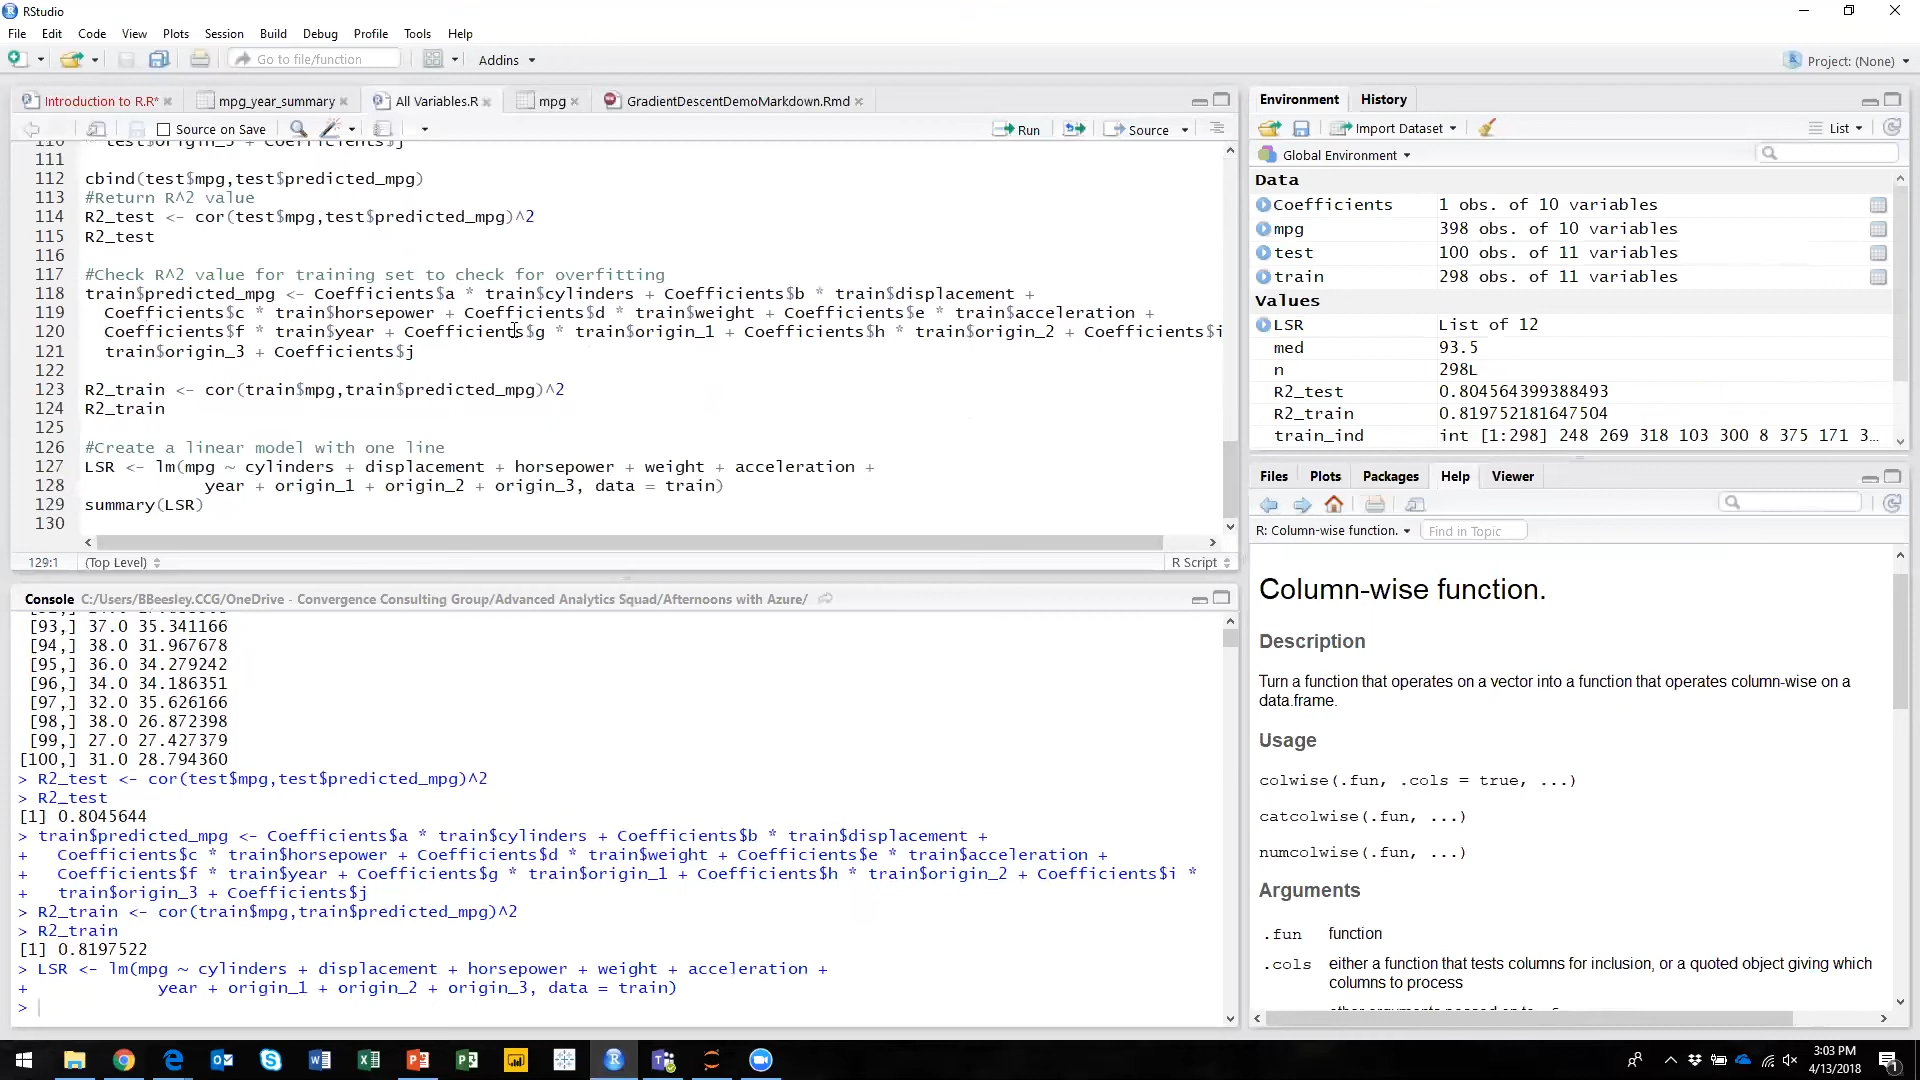 RStudio
File Edit Code View Plots Session Build Debug Profile Tools Help
Go to file/function Addins Project: (None)
Introduction to R.R* mpg_year_summary All Variables.R mpg GradientDescentDemoMarkdown.Rmd
Source on Save Run Source
110 test$origin_3 + Coefficients$j
111
112 cbind(test$mpg,test$predicted_mpg)
113 #Return R^2 value
114 R2_test <- cor(test$mpg,test$predicted_mpg)^2
115 R2_test
116
117 #Check R^2 value for training set to check for overfitting
118 train$predicted_mpg <- Coefficients$a * train$cylinders + Coefficients$b * train$displacement +
119 Coefficients$c * train$horsepower + Coefficients$d * train$weight + Coefficients$e * train$acceleration +
120 Coefficients$f * train$year + Coefficients$g * train$origin_1 + Coefficients$h * train$origin_2 + Coefficients$i
121 train$origin_3 + Coefficients$j
122
123 R2_train <- cor(train$mpg,train$predicted_mpg)^2
124 R2_train
125
126 #Create a linear model with one line
127 LSR <- lm(mpg ~ cylinders + displacement + horsepower + weight + acceleration +
128 year + origin_1 + origin_2 + origin_3, data = train)
129 summary(LSR)
130
129:1 (Top Level) R Script
Console C:/Users/BBeesley.CCG/OneDrive - Convergence Consulting Group/Advanced Analytics Squad/Afternoons with Azure/
[93,] 37.0 35.341166
[94,] 38.0 31.967678
[95,] 36.0 34.279242
[96,] 34.0 34.186351
[97,] 32.0 35.626166
[98,] 38.0 26.872398
[99,] 27.0 27.427379
[100,] 31.0 28.794360
> R2_test <- cor(test$mpg,test$predicted_mpg)^2
> R2_test
[1] 0.8045644
> train$predicted_mpg <- Coefficients$a * train$cylinders + Coefficients$b * train$displacement +
+ Coefficients$c * train$horsepower + Coefficients$d * train$weight + Coefficients$e * train$acceleration +
+ Coefficients$f * train$year + Coefficients$g * train$origin_1 + Coefficients$h * train$origin_2 + Coefficients$i *
+ train$origin_3 + Coefficients$j
> R2_train <- cor(train$mpg,train$predicted_mpg)^2
> R2_train
[1] 0.8197522
> LSR <- lm(mpg ~ cylinders + displacement + horsepower + weight + acceleration +
+ year + origin_1 + origin_2 + origin_3, data = train)
>
Environment History
Import Dataset List
Global Environment
Data
Coefficients 1 obs. of 10 variables
mpg 398 obs. of 10 variables
test 100 obs. of 11 variables
train 298 obs. of 11 variables
Values
LSR List of 12
med 93.5
n 298L
R2_test 0.804564399388493
R2_train 0.819752181647504
train_ind int [1:298] 248 269 318 103 300 8 375 171 3...
Files Plots Packages Help Viewer
R: Column-wise function. Find in Topic
Column-wise function.
Description
Turn a function that operates on a vector into a function that operates column-wise on a
data.frame.
Usage
colwise(.fun, .cols = true, ...)
catcolwise(.fun, ...)
numcolwise(.fun, ...)
Arguments
.fun function
.cols either a function that tests columns for inclusion, or a quoted object giving which
columns to process
3:03 PM
4/13/2018